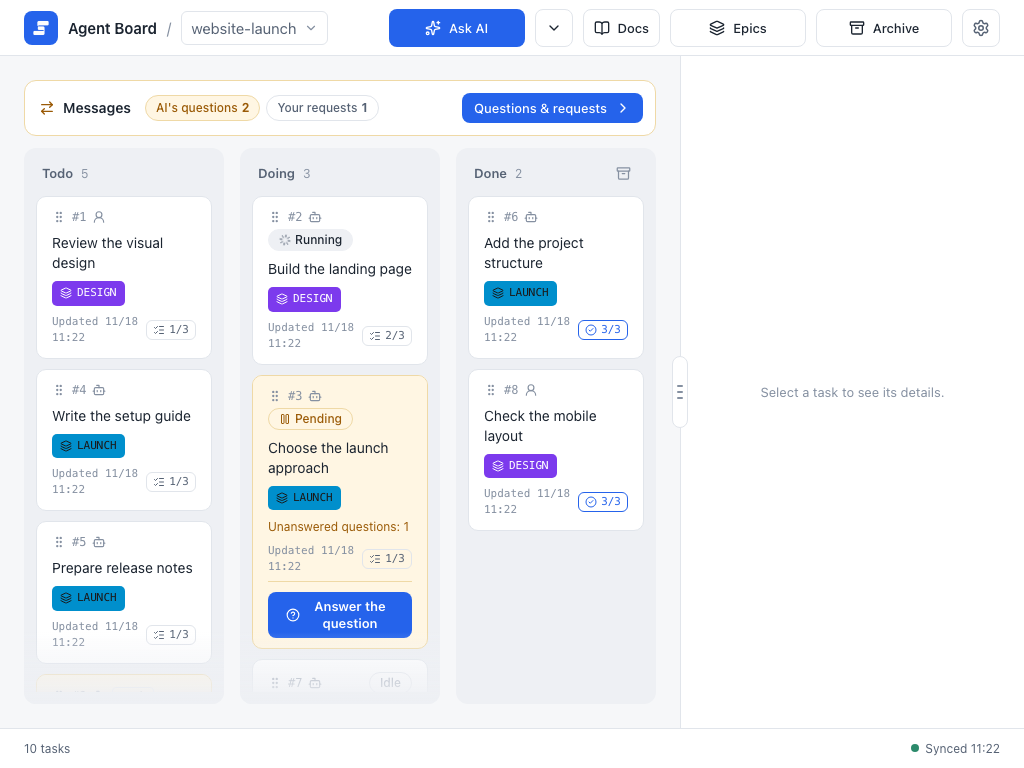 Agent Board / website-launch
Ask AI
Docs
Epics
Archive
Messages
AI's questions 2
Your requests 1
Questions & requests
Todo 5
#1
Review the visual
design
DESIGN
Updated 11/18
11:22
1/3
#4
Write the setup guide
LAUNCH
Updated 11/18
11:22
1/3
#5
Prepare release notes
LAUNCH
Updated 11/18
11:22
1/3
Doing 3
#2
Running
Build the landing page
DESIGN
Updated 11/18
11:22
2/3
#3
Pending
Choose the launch
approach
LAUNCH
Unanswered questions: 1
Updated 11/18
11:22
1/3
Answer the
question
#7
Idle
Done 2
#6
Add the project
structure
LAUNCH
Updated 11/18
11:22
3/3
#8
Check the mobile
layout
DESIGN
Updated 11/18
11:22
3/3
Select a task to see its details.
10 tasks
Synced 11:22